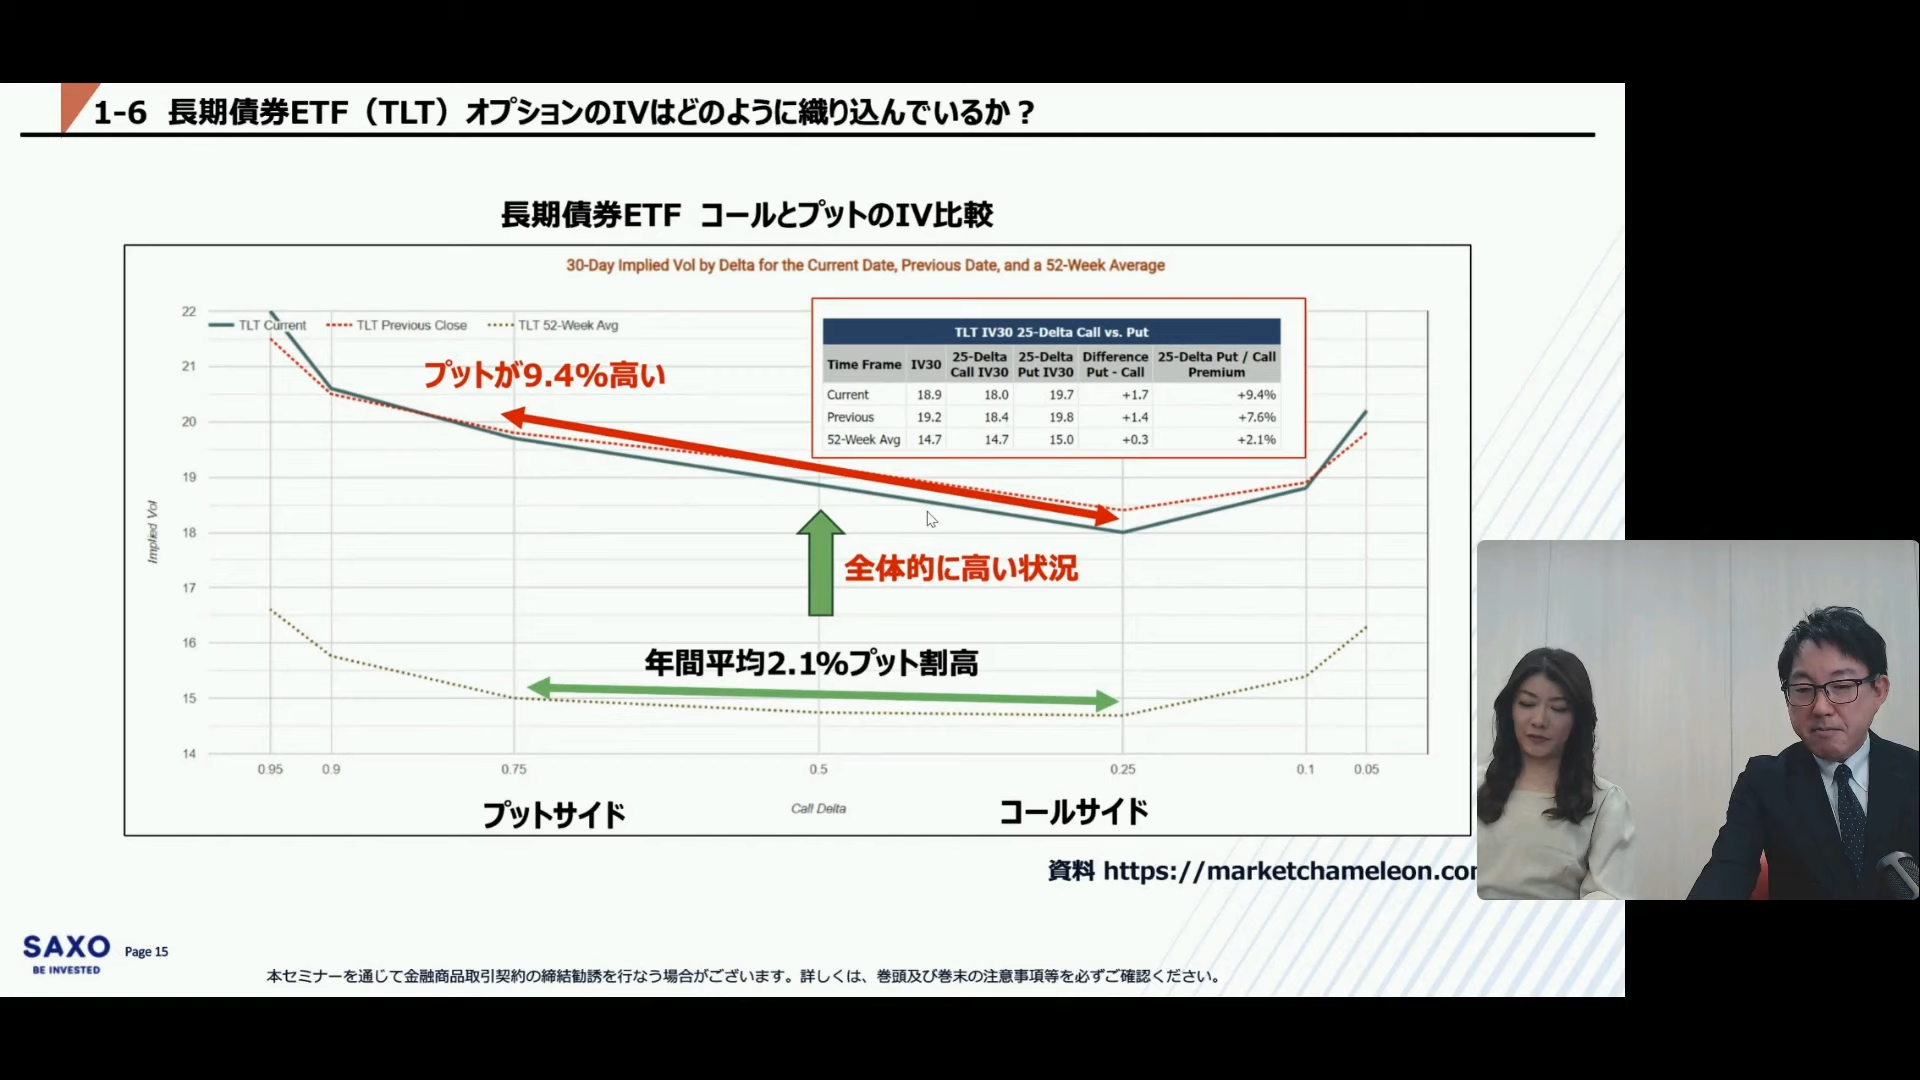 1-6 長期債券ETF（TLT）オプションのIVはどのように織り込んでいるか？
長期債券ETF コールとプットのIV比較
30-Day Implied Vol by Delta for the Current Date, Previous Date, and a 52-Week Average
TLT Current TLT Previous Close TLT 52-Week Avg
プットが9.4%高い
TLT IV30 25-Delta Call vs. Put
Time Frame IV30 25-Delta Call IV30 25-Delta Put IV30 Difference Put - Call 25-Delta Put / Call Premium
Current 18.9 18.0 19.7 +1.7 +9.4%
Previous 19.2 18.4 19.8 +1.4 +7.6%
52-Week Avg 14.7 14.7 15.0 +0.3 +2.1%
22
21
20
19
18
17
16
15
14
Implied Vol
全体的に高い状況
年間平均2.1%プット割高
0.95 0.9 0.75 0.5 0.25 0.1 0.05
プットサイド Call Delta コールサイド
資料 https://marketchameleon.com
SAXO
BE INVESTED
Page 15
本セミナーを通じて金融商品取引契約の締結勧誘を行なう場合がございます。詳しくは、巻頭及び巻末の注意事項等を必ずご確認ください。